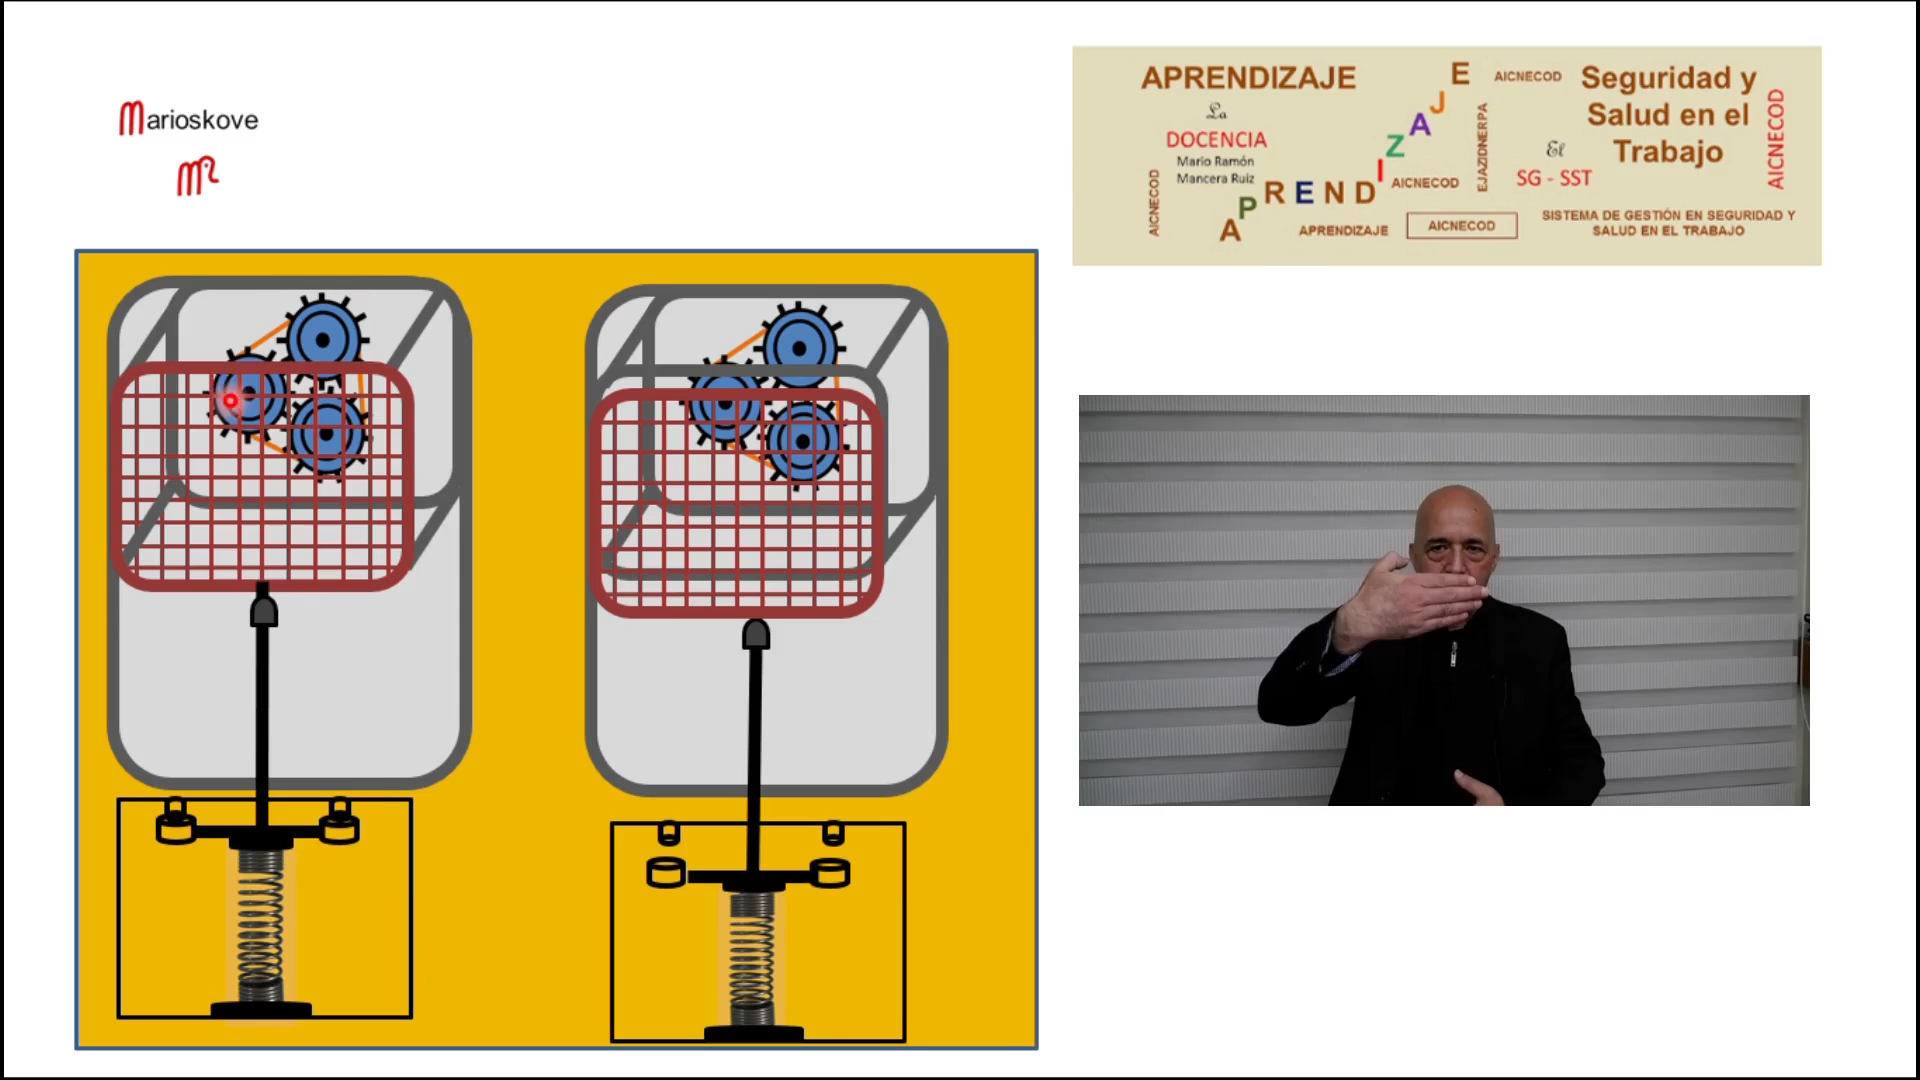 Marioskove
APRENDIZAJE
La
DOCENCIA
Mario Ramón
Mancera Ruiz
AICNECOD
APRENDIZAJE
APRENDIZAJE
AICNECOD
AICNECOD
EJAZIDNERPA
AICNECOD
El
SG - SST
Seguridad y
Salud en el
Trabajo
AICNECOD
SISTEMA DE GESTIÓN EN SEGURIDAD Y
SALUD EN EL TRABAJO